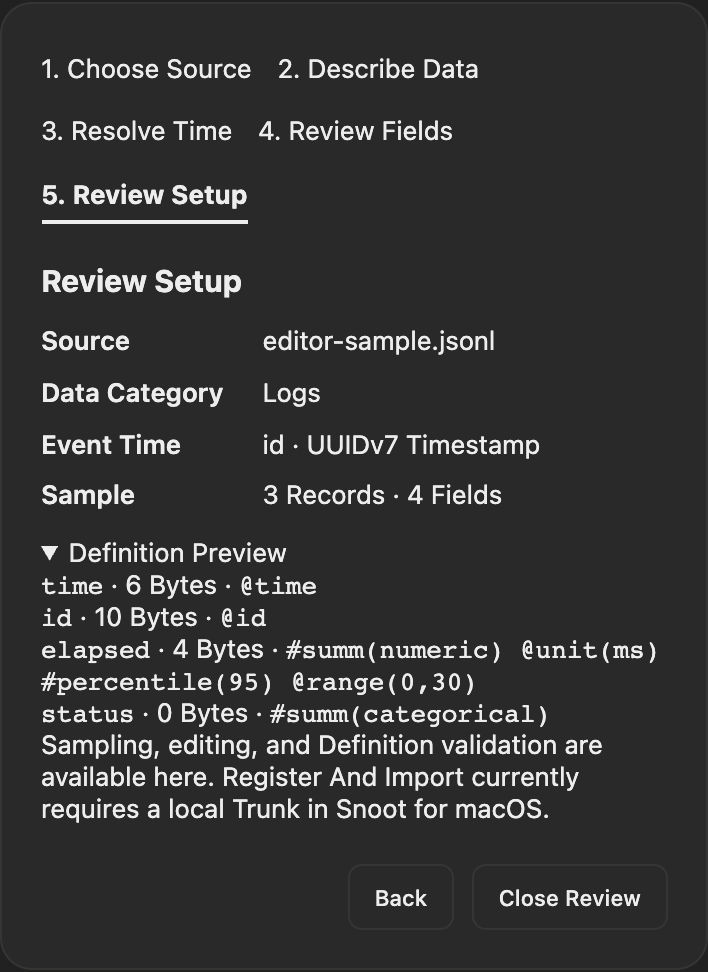 1. Choose Source 2. Describe Data
3. Resolve Time 4. Review Fields
5. Review Setup
Review Setup
Source editor-sample.jsonl
Data Category Logs
Event Time id · UUIDv7 Timestamp
Sample 3 Records · 4 Fields
▼ Definition Preview
time · 6 Bytes · @time
id · 10 Bytes · @id
elapsed · 4 Bytes · #summ(numeric) @unit(ms)
#percentile(95) @range(0,30)
status · 0 Bytes · #summ(categorical)
Sampling, editing, and Definition validation are
available here. Register And Import currently
requires a local Trunk in Snoot for macOS.
Back Close Review